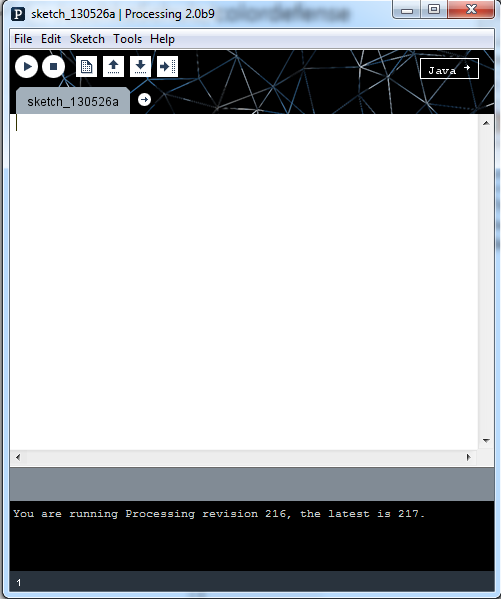 sketch_130526a | Processing 2.0b9
colordefense
File Edit Sketch Tools Help
Java
sketch_130526a
You are running Processing revision 216, the latest is 217.
1